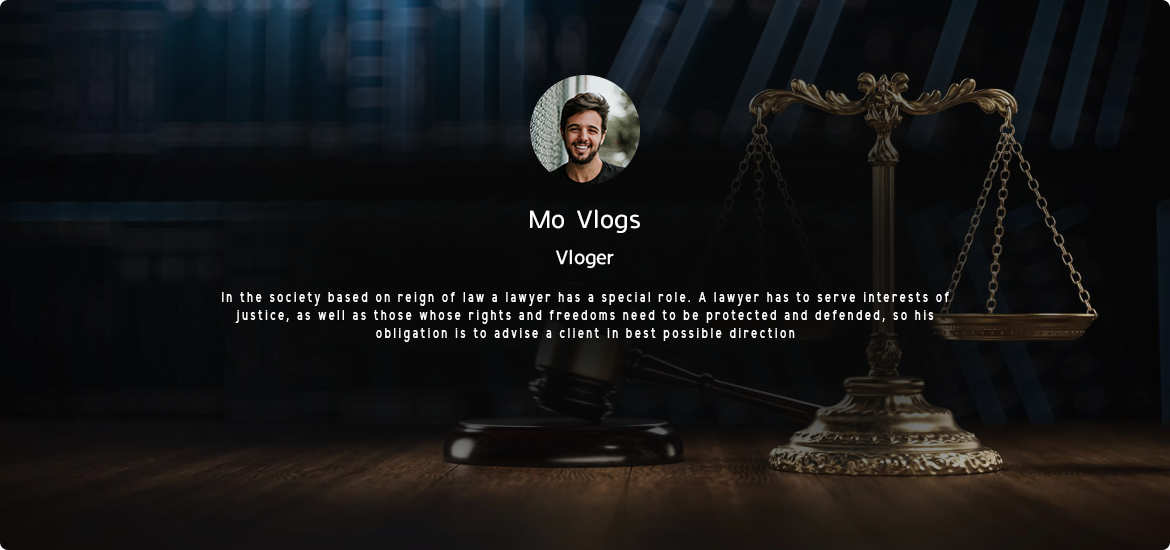 Mo Vlogs
Vloger
In the society based on reign of law a lawyer has a special role. A lawyer has to serve interests of
justice, as well as those whose rights and freedoms need to be protected and defended, so his
obligation is to advise a client in best possible direction